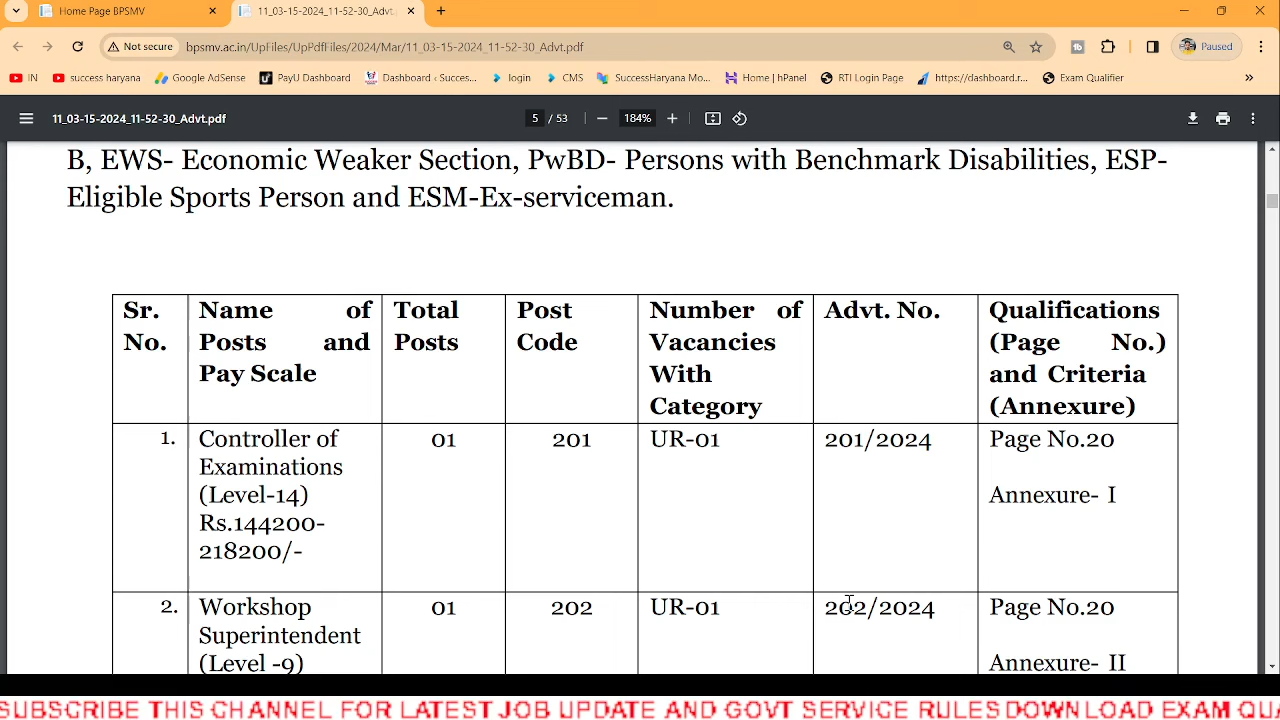 Home Page BPSMV
11_03-15-2024_11-52-30_Advt.
Not secure bpsmv.ac.in/UpFiles/UpPdfFiles/2024/Mar/11_03-15-2024_11-52-30_Advt.pdf Paused
IN success haryana Google AdSense PayU Dashboard Dashboard ‹ Succes... login CMS SuccessHaryana Mo... Home | hPanel RTI Login Page https://dashboard.r... Exam Qualifier »
11_03-15-2024_11-52-30_Advt.pdf 5 / 53 184%
B, EWS- Economic Weaker Section, PwBD- Persons with Benchmark Disabilities, ESP-
Eligible Sports Person and ESM-Ex-serviceman.
Sr. Name of Total Post Number of Advt. No. Qualifications
No. Posts and Posts Code Vacancies (Page No.)
Pay Scale With and Criteria
Category (Annexure)
1. Controller of 01 201 UR-01 201/2024 Page No.20
Examinations
(Level-14) Annexure- I
Rs.144200-
218200/-
2. Workshop 01 202 UR-01 202/2024 Page No.20
Superintendent
(Level -9) Annexure- II
SUBSCRIBE THIS CHANNEL FOR LATEST JOB UPDATE AND GOVT SERVICE RULES DOWNLOAD EXAM QUA